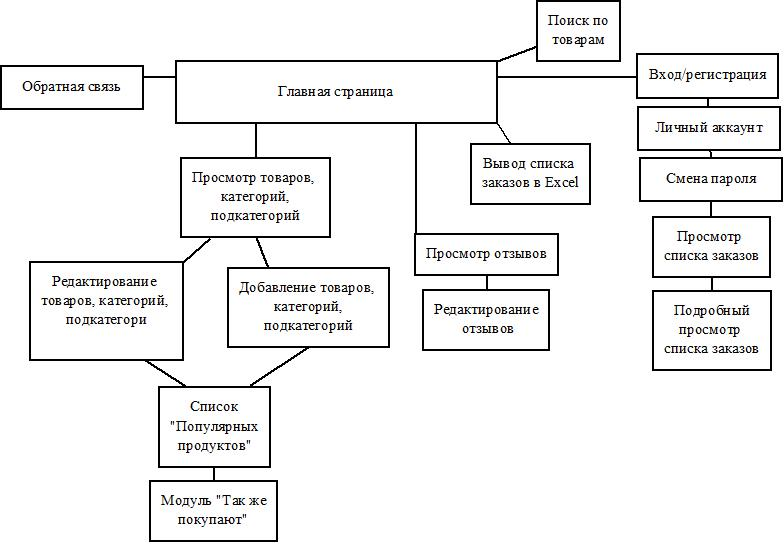 Поиск по
товарам
Обратная связь
Главная страница
Вход/регистрация
Личный аккаунт
Вывод списка
заказов в Excel
Просмотр товаров,
категорий,
подкатегорий
Смена пароля
Просмотр
списка заказов
Просмотр отзывов
Редактирование
товаров, категорий,
подкатегори
Добавление товаров,
категорий,
подкатегорий
Редактирование
отзывов
Подробный
просмотр
списка заказов
Список
"Популярных
продуктов"
Модуль "Так же
покупают"